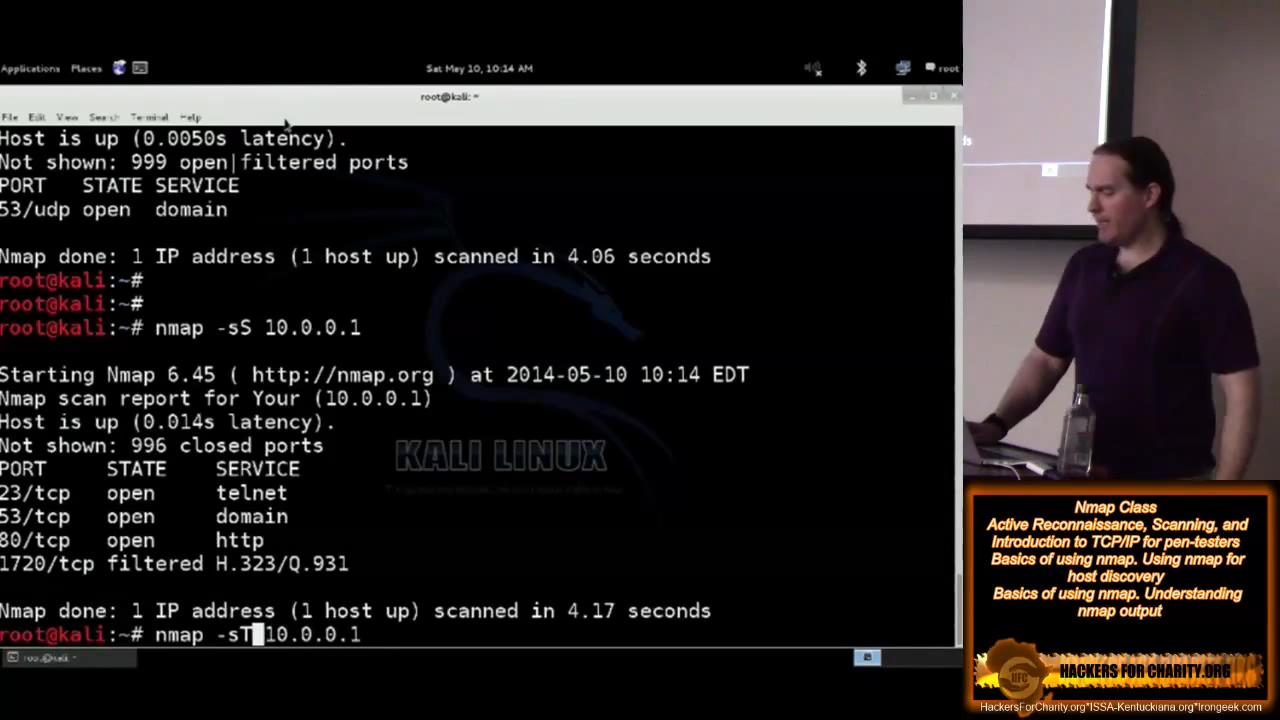 Applications Places
Sat May 10, 10:14 AM
root
root@kali: ~
File Edit View Search Terminal Help
Host is up (0.0050s latency).
Not shown: 999 open|filtered ports
PORT STATE SERVICE
53/udp open domain
Nmap done: 1 IP address (1 host up) scanned in 4.06 seconds
root@kali:~#
root@kali:~#
root@kali:~# nmap -sS 10.0.0.1
Starting Nmap 6.45 ( http://nmap.org ) at 2014-05-10 10:14 EDT
Nmap scan report for Your (10.0.0.1)
Host is up (0.014s latency).
Not shown: 996 closed ports
PORT STATE SERVICE
23/tcp open telnet
53/tcp open domain
80/tcp open http
1720/tcp filtered H.323/Q.931
KALI LINUX
Nmap done: 1 IP address (1 host up) scanned in 4.17 seconds
root@kali:~# nmap -sT 10.0.0.1
root@kali: ~
Nmap Class
Active Reconnaissance, Scanning, and
Introduction to TCP/IP for pen-testers
Basics of using nmap. Using nmap for
host discovery
Basics of using nmap. Understanding
nmap output
HFC
HACKERS FOR CHARITY.ORG
HackersForCharity.org*ISSA-Kentuckiana.org*Irongeek.com